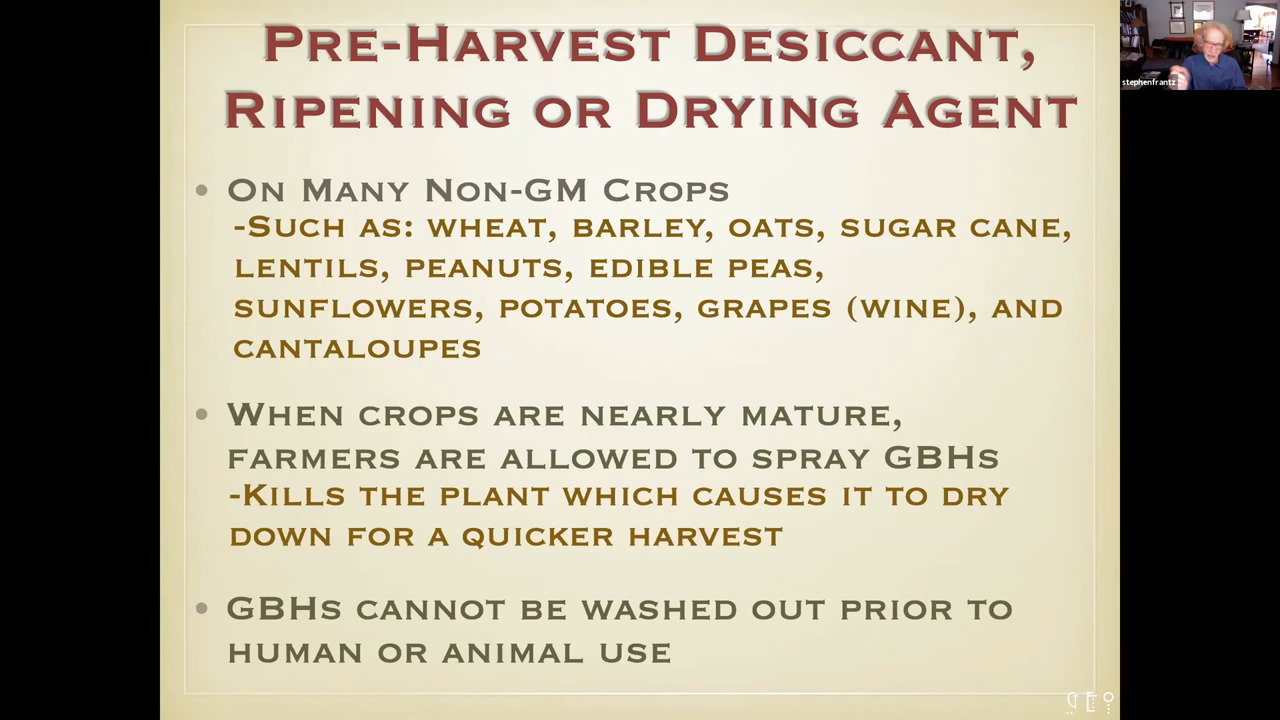 Pre-Harvest Desiccant,
Ripening or Drying Agent
stephenfrantz
• On Many Non-GM Crops
-Such as: wheat, barley, oats, sugar cane,
lentils, peanuts, edible peas,
sunflowers, potatoes, grapes (wine), and
cantaloupes
• When crops are nearly mature,
farmers are allowed to spray GBHs
-Kills the plant which causes it to dry
down for a quicker harvest
• GBHs cannot be washed out prior to
human or animal use